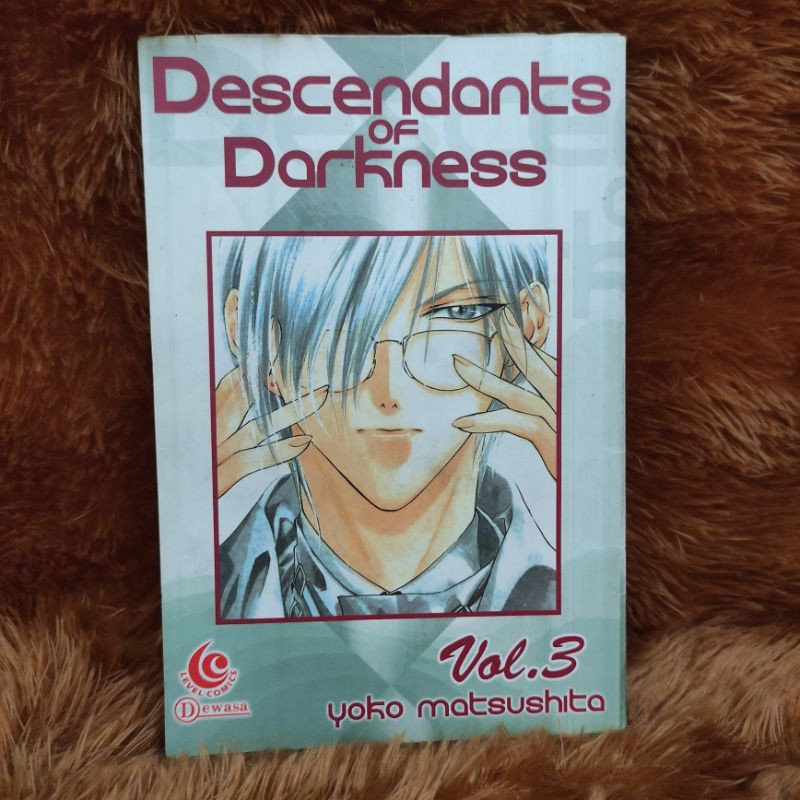 Descendants
OF
Darkness
Vol.3
LEVEL COMICS
Dewasa
yoko matsushita